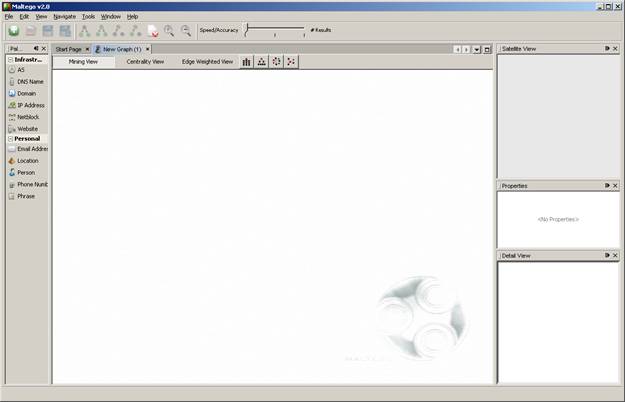 Maltego v2.0
File Edit View Navigate Tools Window Help
Speed/Accuracy # Results
Pal...
Start Page New Graph (1)
Satellite View
Mining View Centrality View Edge Weighted View
Infrastr...
AS
DNS Name
Domain
IP Address
Netblock
Website
Personal
Email Addres
Location
Person
Phone Numb
Phrase
Properties
<No Properties>
Detail View